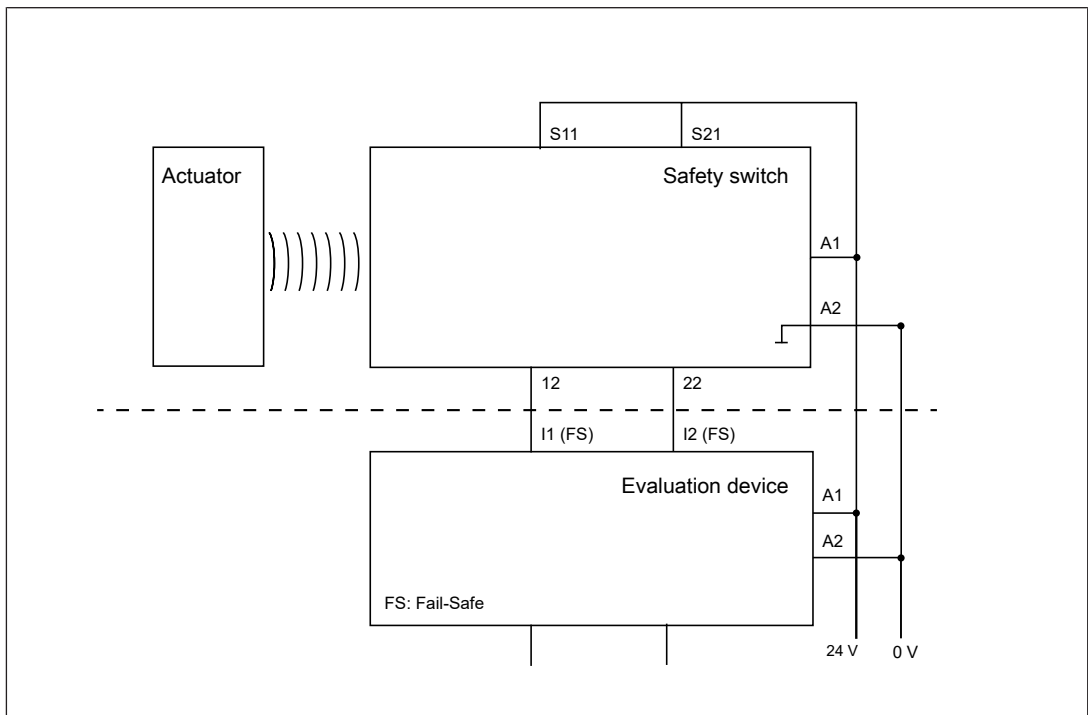 S11
S21
Actuator
Safety switch
A1
A2
12
22
I1 (FS)
I2 (FS)
Evaluation device
A1
A2
FS: Fail-Safe
24 V
0 V